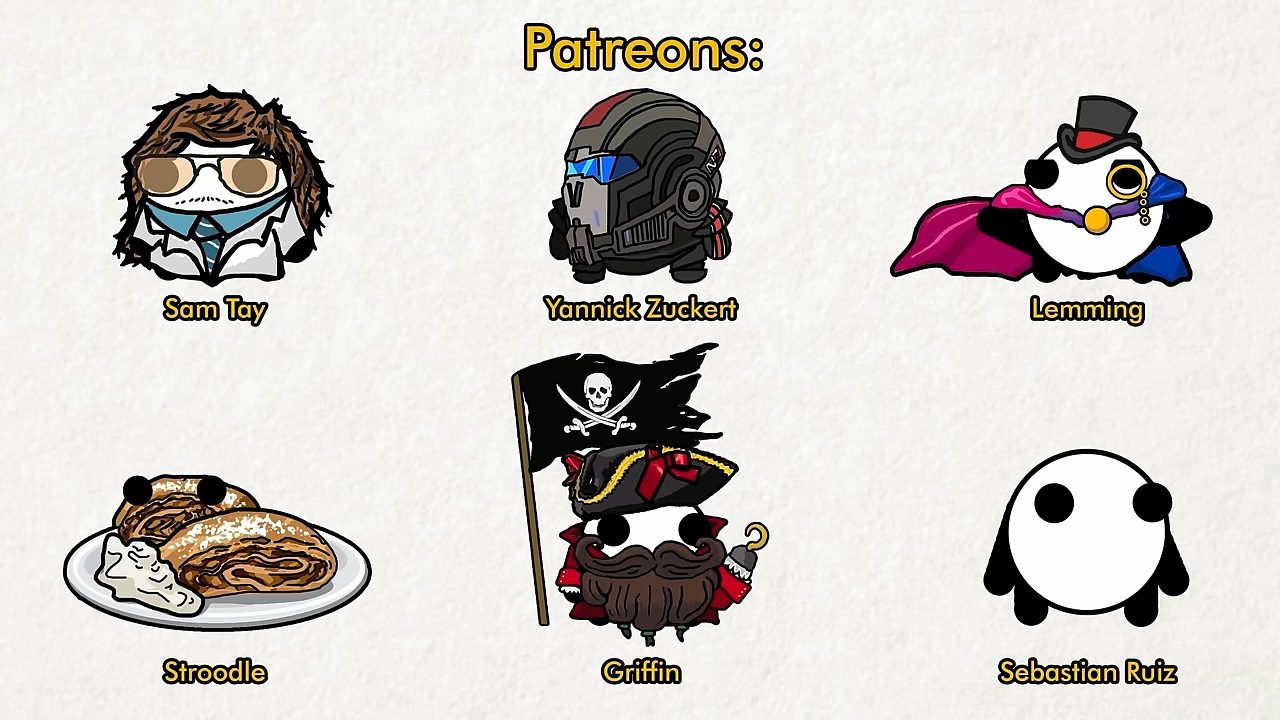 Patreons:
Sam Tay
Yannick Zuckert
Lemming
Stroodle
Griffin
Sebastian Ruiz